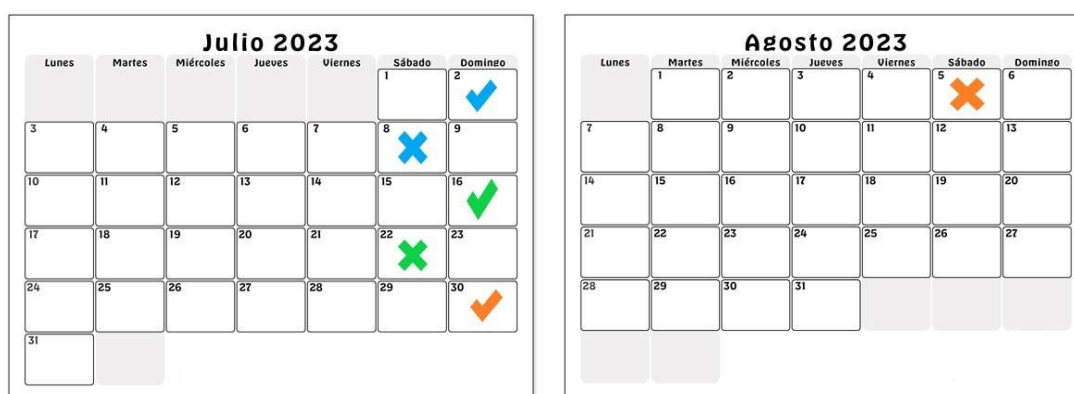 Julio 2023
Lunes Martes Miércoles Jueves Viernes Sábado Domingo
1 2
3 4 5 6 7 8 9
10 11 12 13 14 15 16
17 18 19 20 21 22 23
24 25 26 27 28 29 30
31
Agosto 2023
Lunes Martes Miércoles Jueves Viernes Sábado Domingo
1 2 3 4 5 6
7 8 9 10 11 12 13
14 15 16 17 18 19 20
21 22 23 24 25 26 27
28 29 30 31